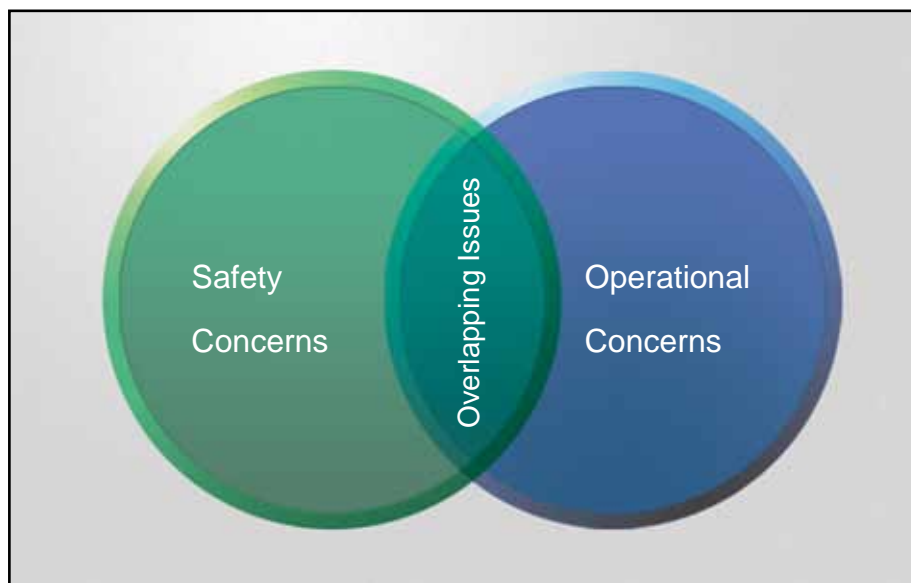 Safety
Concerns
Overlapping Issues
Operational
Concerns